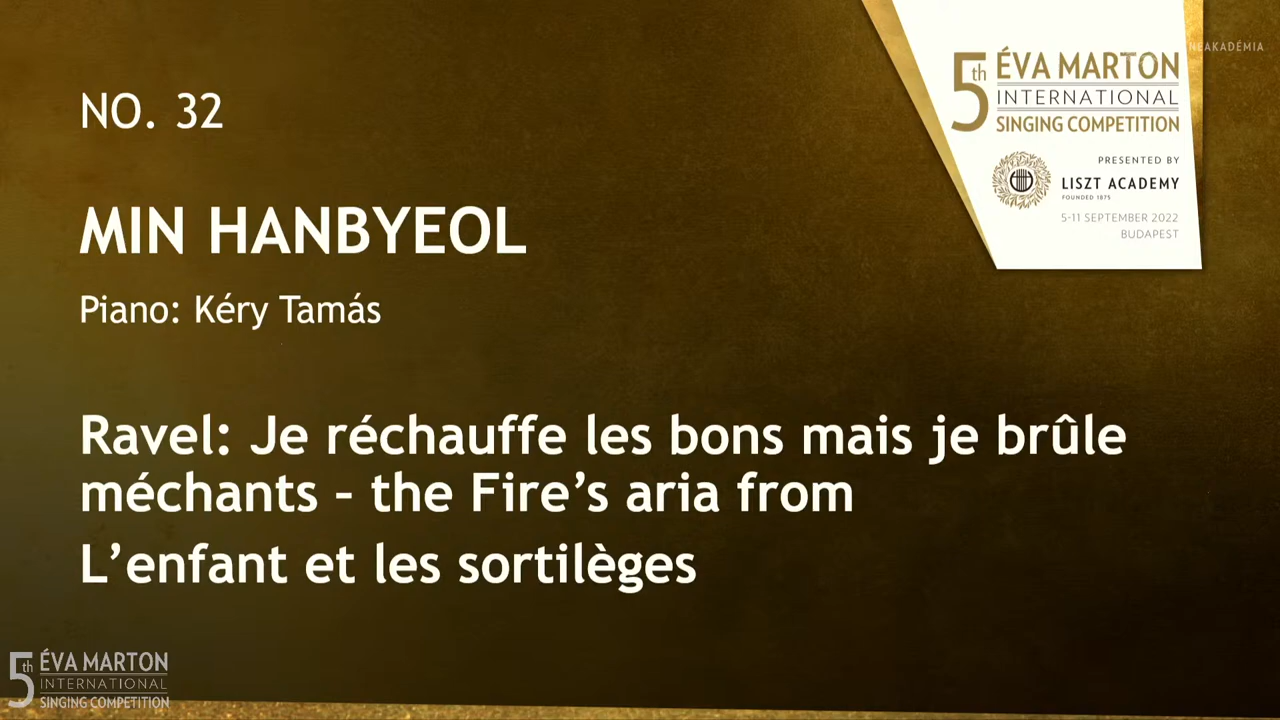 NO. 32
MIN HANBYEOL
Piano: Kéry Tamás
Ravel: Je réchauffe les bons mais je brûle
méchants – the Fire’s aria from
L’enfant et les sortilèges
5th ÉVA MARTON
INTERNATIONAL
SINGING COMPETITION
PRESENTED BY
LISZT ACADEMY
FOUNDED 1875
5-11 SEPTEMBER 2022
BUDAPEST
5th ÉVA MARTON
INTERNATIONAL
SINGING COMPETITION